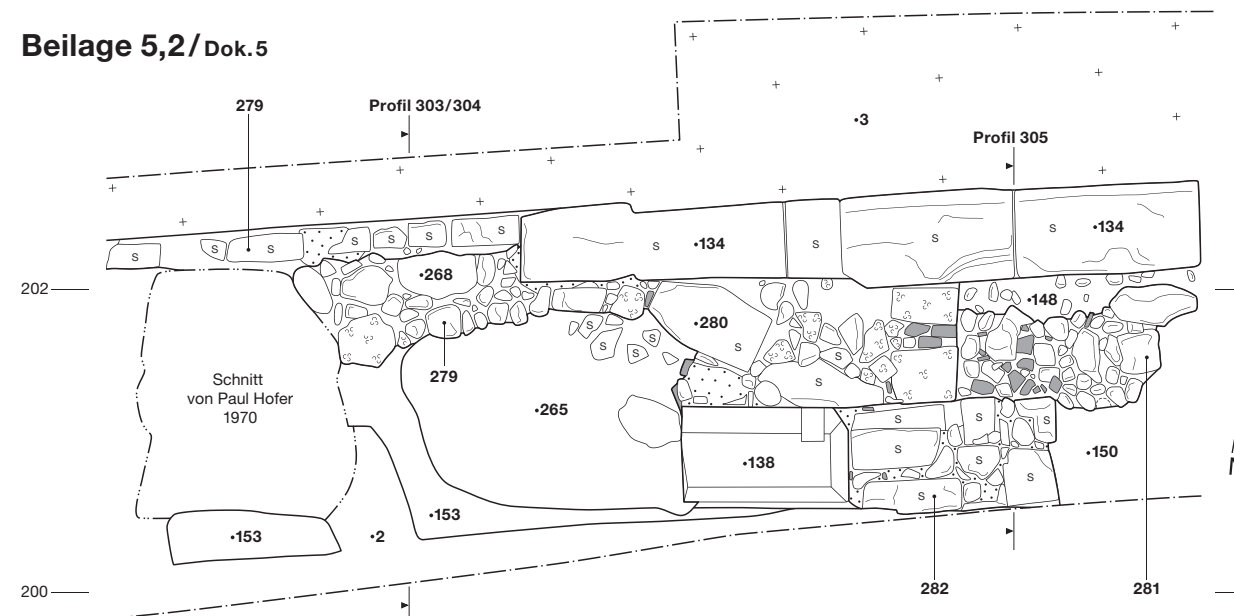 Beilage 5,2/Dok.5
279
Profil 303/304
•3
Profil 305
S
S
S
S
S
S
S
S
•134
S
S
S
•134
202
•268
•148
•280
S
S
S
S
S
S
279
Schnitt
von Paul Hofer
1970
•265
S
S
S
S
•150
•138
S
S
S
S
•153
•153
•2
200
282
281